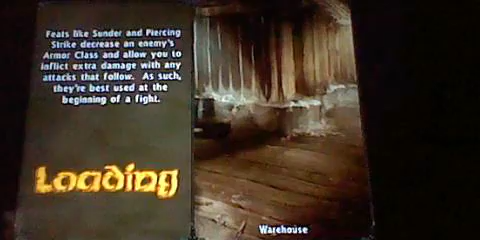 Feats like Sunder and Piercing
Strike decrease an enemy's
Armor Class and allow you to
inflict extra damage with any
attacks that follow. As such,
they're best used at the
beginning of a fight.
Loading
Warehouse